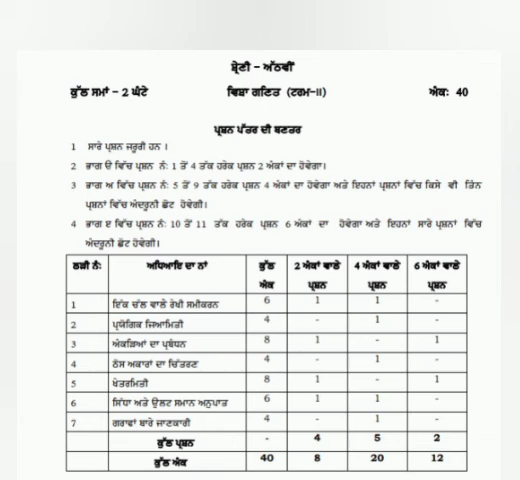 ਸ਼੍ਰੇਣੀ - ਅੱਠਵੀਂ
ਕੁੱਲ ਸਮਾਂ - 2 ਘੰਟੇ ਵਿਸ਼ਾ ਗਣਿਤ (ਟਰਮ-II) ਅੰਕ: 40
ਪ੍ਰਸ਼ਨ ਪੱਤਰ ਦੀ ਬਣਤਰ
1 ਸਾਰੇ ਪ੍ਰਸ਼ਨ ਜਰੂਰੀ ਹਨ ।
2 ਭਾਗ ੳ ਵਿੱਚ ਪ੍ਰਸ਼ਨ ਨੰ: 1 ਤੋਂ 4 ਤੱਕ ਹਰੇਕ ਪ੍ਰਸ਼ਨ 2 ਅੰਕਾਂ ਦਾ ਹੋਵੇਗਾ।
3 ਭਾਗ ਅ ਵਿੱਚ ਪ੍ਰਸ਼ਨ ਨੰ: 5 ਤੋਂ 9 ਤੱਕ ਹਰੇਕ ਪ੍ਰਸ਼ਨ 4 ਅੰਕਾਂ ਦਾ ਹੋਵੇਗਾ ਅਤੇ ਇਹਨਾਂ ਪ੍ਰਸ਼ਨਾਂ ਵਿੱਚ ਕਿਸੇ ਵੀ ਤਿੰਨ
ਪ੍ਰਸ਼ਨਾਂ ਵਿੱਚ ਅੰਦਰੂਨੀ ਛੋਟ ਹੋਵੇਗੀ।
4 ਭਾਗ ੲ ਵਿੱਚ ਪ੍ਰਸ਼ਨ ਨੰ: 10 ਤੋਂ 11 ਤੱਕ ਹਰੇਕ ਪ੍ਰਸ਼ਨ 6 ਅੰਕਾਂ ਦਾ ਹੋਵੇਗਾ ਅਤੇ ਇਹਨਾਂ ਸਾਰੇ ਪ੍ਰਸ਼ਨਾਂ ਵਿੱਚ
ਅੰਦਰੂਨੀ ਛੋਟ ਹੋਵੇਗੀ।
ਲੜੀ ਨੰ: ਅਧਿਆਇ ਦਾ ਨਾਂ ਕੁੱਲ 2 ਅੰਕਾਂ ਵਾਲੇ 4 ਅੰਕਾਂ ਵਾਲੇ 6 ਅੰਕਾਂ ਵਾਲੇ
ਅੰਕ ਪ੍ਰਸ਼ਨ ਪ੍ਰਸ਼ਨ ਪ੍ਰਸ਼ਨ
1 ਇੱਕ ਚੱਲ ਵਾਲੇ ਰੇਖੀ ਸਮੀਕਰਨ 6 1 1 -
2 ਪ੍ਰਯੋਗਿਕ ਜਿਆਮਿਤੀ 4 - 1 -
3 ਅੰਕੜਿਆਂ ਦਾ ਪ੍ਰਬੰਧਨ 8 1 - 1
4 ਠੋਸ ਅਕਾਰਾਂ ਦਾ ਚਿੱਤਰਣ 4 - 1 -
5 ਖੇਤਰਮਿਤੀ 8 1 - 1
6 ਸਿੱਧਾ ਅਤੇ ਉਲਟ ਸਮਾਨ ਅਨੁਪਾਤ 6 1 1 -
7 ਗਰਾਫਾਂ ਬਾਰੇ ਜਾਣਕਾਰੀ 4 - 1 -
ਕੁੱਲ ਪ੍ਰਸ਼ਨ - 4 5 2
ਕੁੱਲ ਅੰਕ 40 8 20 12